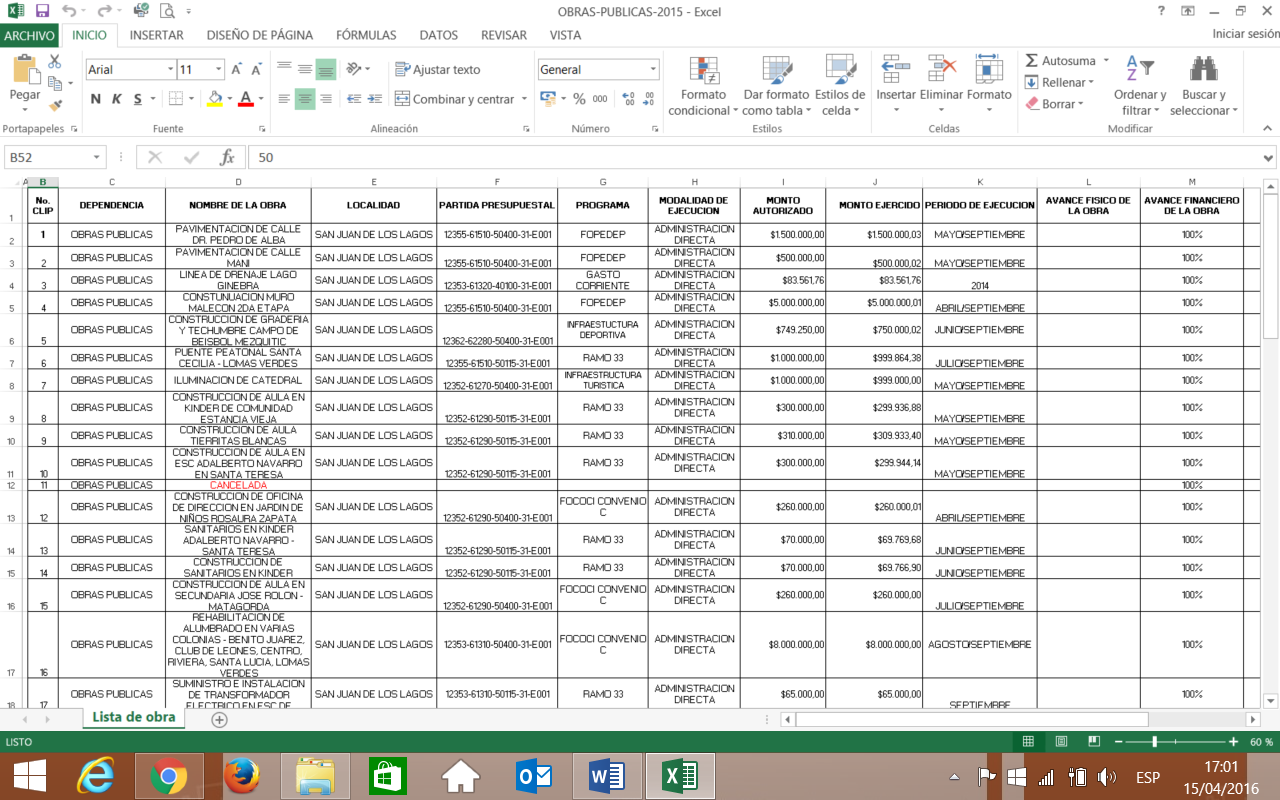 OBRAS-PUBLICAS-2015 - Excel
ARCHIVO INICIO INSERTAR DISEÑO DE PÁGINA FÓRMULAS DATOS REVISAR VISTA Iniciar sesión
Pegar
Arial 11
N K S
Ajustar texto
Combinar y centrar
General
% 000
Formato condicional
Dar formato como tabla
Estilos de celda
Insertar Eliminar Formato
Autosuma
Rellenar
Borrar
Ordenar y filtrar
Buscar y seleccionar
Portapapeles Fuente Alineación Número Estilos Celdas Modificar
B52 fx 50
A B C D E F G H I J K L M
1 No. CLIP DEPENDENCIA NOMBRE DE LA OBRA LOCALIDAD PARTIDA PRESUPUESTAL PROGRAMA MODALIDAD DE EJECUCION MONTO AUTORIZADO MONTO EJERCIDO PERIODO DE EJECUCION AVANCE FISICO DE LA OBRA AVANCE FINANCIERO DE LA OBRA
2 1 OBRAS PUBLICAS PAVIMENTACION DE CALLE DR. PEDRO DE ALBA SAN JUAN DE LOS LAGOS 12355-61510-50400-31-E001 FOPEDEP ADMINISTRACION DIRECTA $1.500.000,00 $1.500.000,03 MAYO/SEPTIEMBRE 100%
3 2 OBRAS PUBLICAS PAVIMENTACION DE CALLE MANI SAN JUAN DE LOS LAGOS 12355-61510-50400-31-E001 FOPEDEP ADMINISTRACION DIRECTA $500.000,00 $500.000,02 MAYO/SEPTIEMBRE 100%
4 3 OBRAS PUBLICAS LINEA DE DRENAJE LAGO GINEBRA SAN JUAN DE LOS LAGOS 12353-61320-40100-31-E001 GASTO CORRIENTE ADMINISTRACION DIRECTA $83.561,76 $83.561,76 2014 100%
5 4 OBRAS PUBLICAS CONSTUNUACION MURO MALECON 2DA ETAPA SAN JUAN DE LOS LAGOS 12355-61510-50400-31-E001 FOPEDEP ADMINISTRACION DIRECTA $5.000.000,00 $5.000.000,01 ABRIL/SEPTIEMBRE 100%
6 5 OBRAS PUBLICAS CONSTRUCCION DE GRADERIA Y TECHUMBRE CAMPO DE BEISBOL MEZQUITIC SAN JUAN DE LOS LAGOS 12362-62280-50400-31-E001 INFRAESTUCTURA DEPORTIVA ADMINISTRACION DIRECTA $749.250,00 $750.000,02 JUNIO/SEPTIEMBRE 100%
7 6 OBRAS PUBLICAS PUENTE PEATONAL SANTA CECILIA - LOMAS VERDES SAN JUAN DE LOS LAGOS 12355-61510-50115-31-E001 RAMO 33 ADMINISTRACION DIRECTA $1.000.000,00 $999.864,38 JULIO/SEPTIEMBRE 100%
8 7 OBRAS PUBLICAS ILUMINACION DE CATEDRAL SAN JUAN DE LOS LAGOS 12352-61270-50400-31-E001 INFRAESTRUCTURA TURISTICA ADMINISTRACION DIRECTA $1.000.000,00 $999.000,00 MAYO/SEPTIEMBRE 100%
9 8 OBRAS PUBLICAS CONSTRUCCION DE AULA EN KINDER DE COMUNIDAD ESTANCIA VIEJA SAN JUAN DE LOS LAGOS 12352-61290-50115-31-E001 RAMO 33 ADMINISTRACION DIRECTA $300.000,00 $299.936,88 MAYO/SEPTIEMBRE 100%
10 9 OBRAS PUBLICAS CONSTRUCCION DE AULA TIERRITAS BLANCAS SAN JUAN DE LOS LAGOS 12352-61290-50115-31-E001 RAMO 33 ADMINISTRACION DIRECTA $310.000,00 $309.933,40 MAYO/SEPTIEMBRE 100%
11 10 OBRAS PUBLICAS CONSTRUCCION DE AULA EN ESC ADALBERTO NAVARRO EN SANTA TERESA SAN JUAN DE LOS LAGOS 12352-61290-50115-31-E001 RAMO 33 ADMINISTRACION DIRECTA $300.000,00 $299.944,14 MAYO/SEPTIEMBRE 100%
12 11 OBRAS PUBLICAS CANCELADA 100%
13 12 OBRAS PUBLICAS CONSTRUCCION DE OFICINA DE DIRECCION EN JARDIN DE NIÑOS ROSAURA ZAPATA SAN JUAN DE LOS LAGOS 12352-61290-50400-31-E001 FOCOCI CONVENIO C ADMINISTRACION DIRECTA $260.000,00 $260.000,01 ABRIL/SEPTIEMBRE 100%
14 13 OBRAS PUBLICAS SANITARIOS EN KINDER ADALBERTO NAVARRO - SANTA TERESA SAN JUAN DE LOS LAGOS 12352-61290-50115-31-E001 RAMO 33 ADMINISTRACION DIRECTA $70.000,00 $69.769,68 JUNIO/SEPTIEMBRE 100%
15 14 OBRAS PUBLICAS CONSTRUCCION DE SANITARIOS EN KINDER SAN JUAN DE LOS LAGOS 12352-61290-50115-31-E001 RAMO 33 ADMINISTRACION DIRECTA $70.000,00 $69.766,90 JUNIO/SEPTIEMBRE 100%
16 15 OBRAS PUBLICAS CONSTRUCCION DE AULA EN SECUNDARIA JOSE ROLON - MATAGORDA SAN JUAN DE LOS LAGOS 12352-61290-50400-31-E001 FOCOCI CONVENIO C ADMINISTRACION DIRECTA $260.000,00 $260.000,00 JULIO/SEPTIEMBRE 100%
17 16 OBRAS PUBLICAS REHABILITACION DE ALUMBRADO EN VARIAS COLONIAS - BENITO JUAREZ, CLUB DE LEONES, CENTRO, RIVIERA, SANTA LUCIA, LOMAS VERDES SAN JUAN DE LOS LAGOS 12353-61310-50400-31-E001 FOCOCI CONVENIO C ADMINISTRACION DIRECTA $8.000.000,00 $8.000.000,00 AGOSTO/SEPTIEMBRE 100%
18 17 OBRAS PUBLICAS SUMINISTRO E INSTALACION DE TRANSFORMADOR ELECTRICO EN ESC DE SAN JUAN DE LOS LAGOS 12353-61310-50115-31-E001 RAMO 33 ADMINISTRACION DIRECTA $65.000,00 $65.000,00 SEPTIEMBRE 100%
Lista de obra
LISTO 60 %
ESP 17:01
15/04/2016